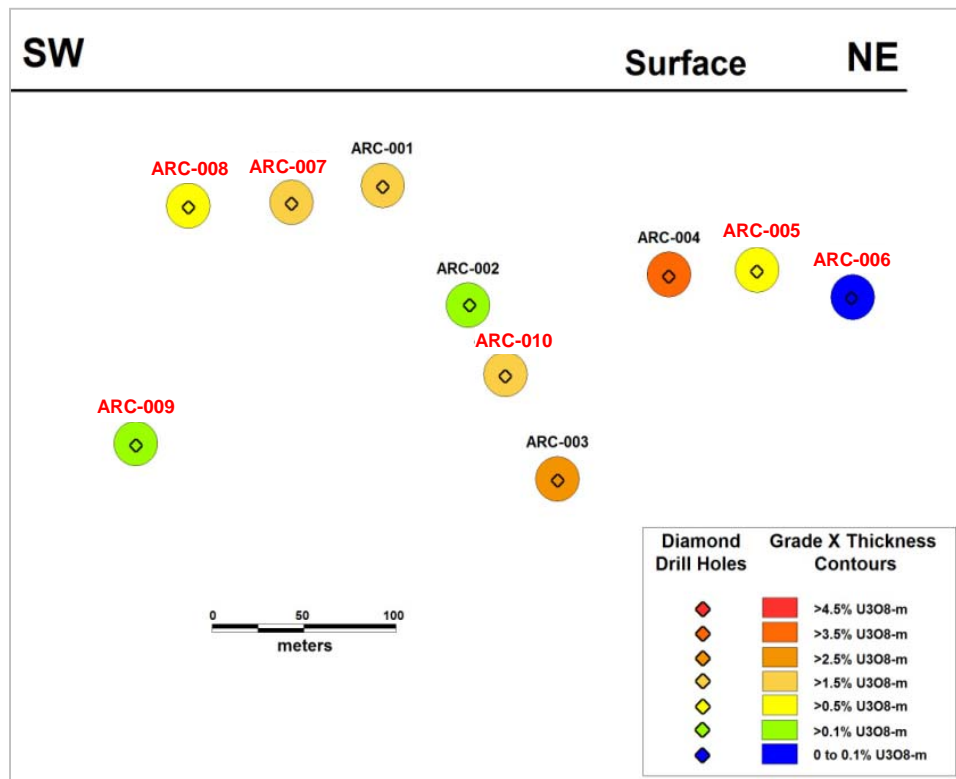 SW
Surface
NE
ARC-008
ARC-007
ARC-001
ARC-002
ARC-004
ARC-005
ARC-006
ARC-010
ARC-009
ARC-003
0 50 100
meters
Diamond Drill Holes
Grade X Thickness Contours
>4.5% U3O8-m
>3.5% U3O8-m
>2.5% U3O8-m
>1.5% U3O8-m
>0.5% U3O8-m
>0.1% U3O8-m
0 to 0.1% U3O8-m